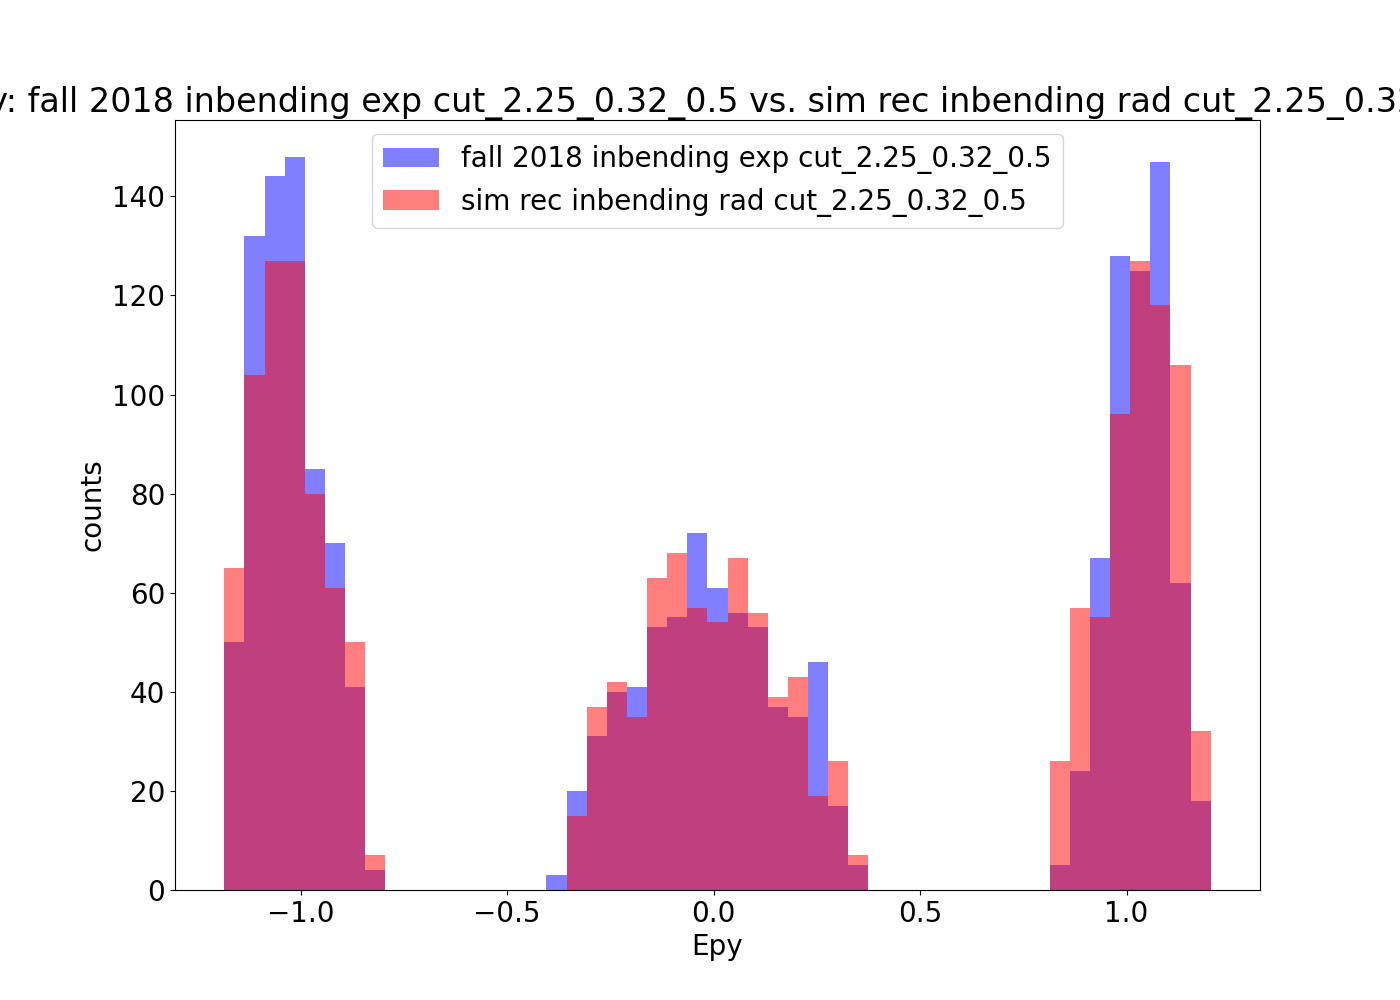 : fall 2018 inbending exp cut_2.25_0.32_0.5 vs. sim rec inbending rad cut_2.25_0.3
fall 2018 inbending exp cut_2.25_0.32_0.5
sim rec inbending rad cut_2.25_0.32_0.5
140
120
100
80
60
40
20
0
counts
−1.0 −0.5 0.0 0.5 1.0
Epy